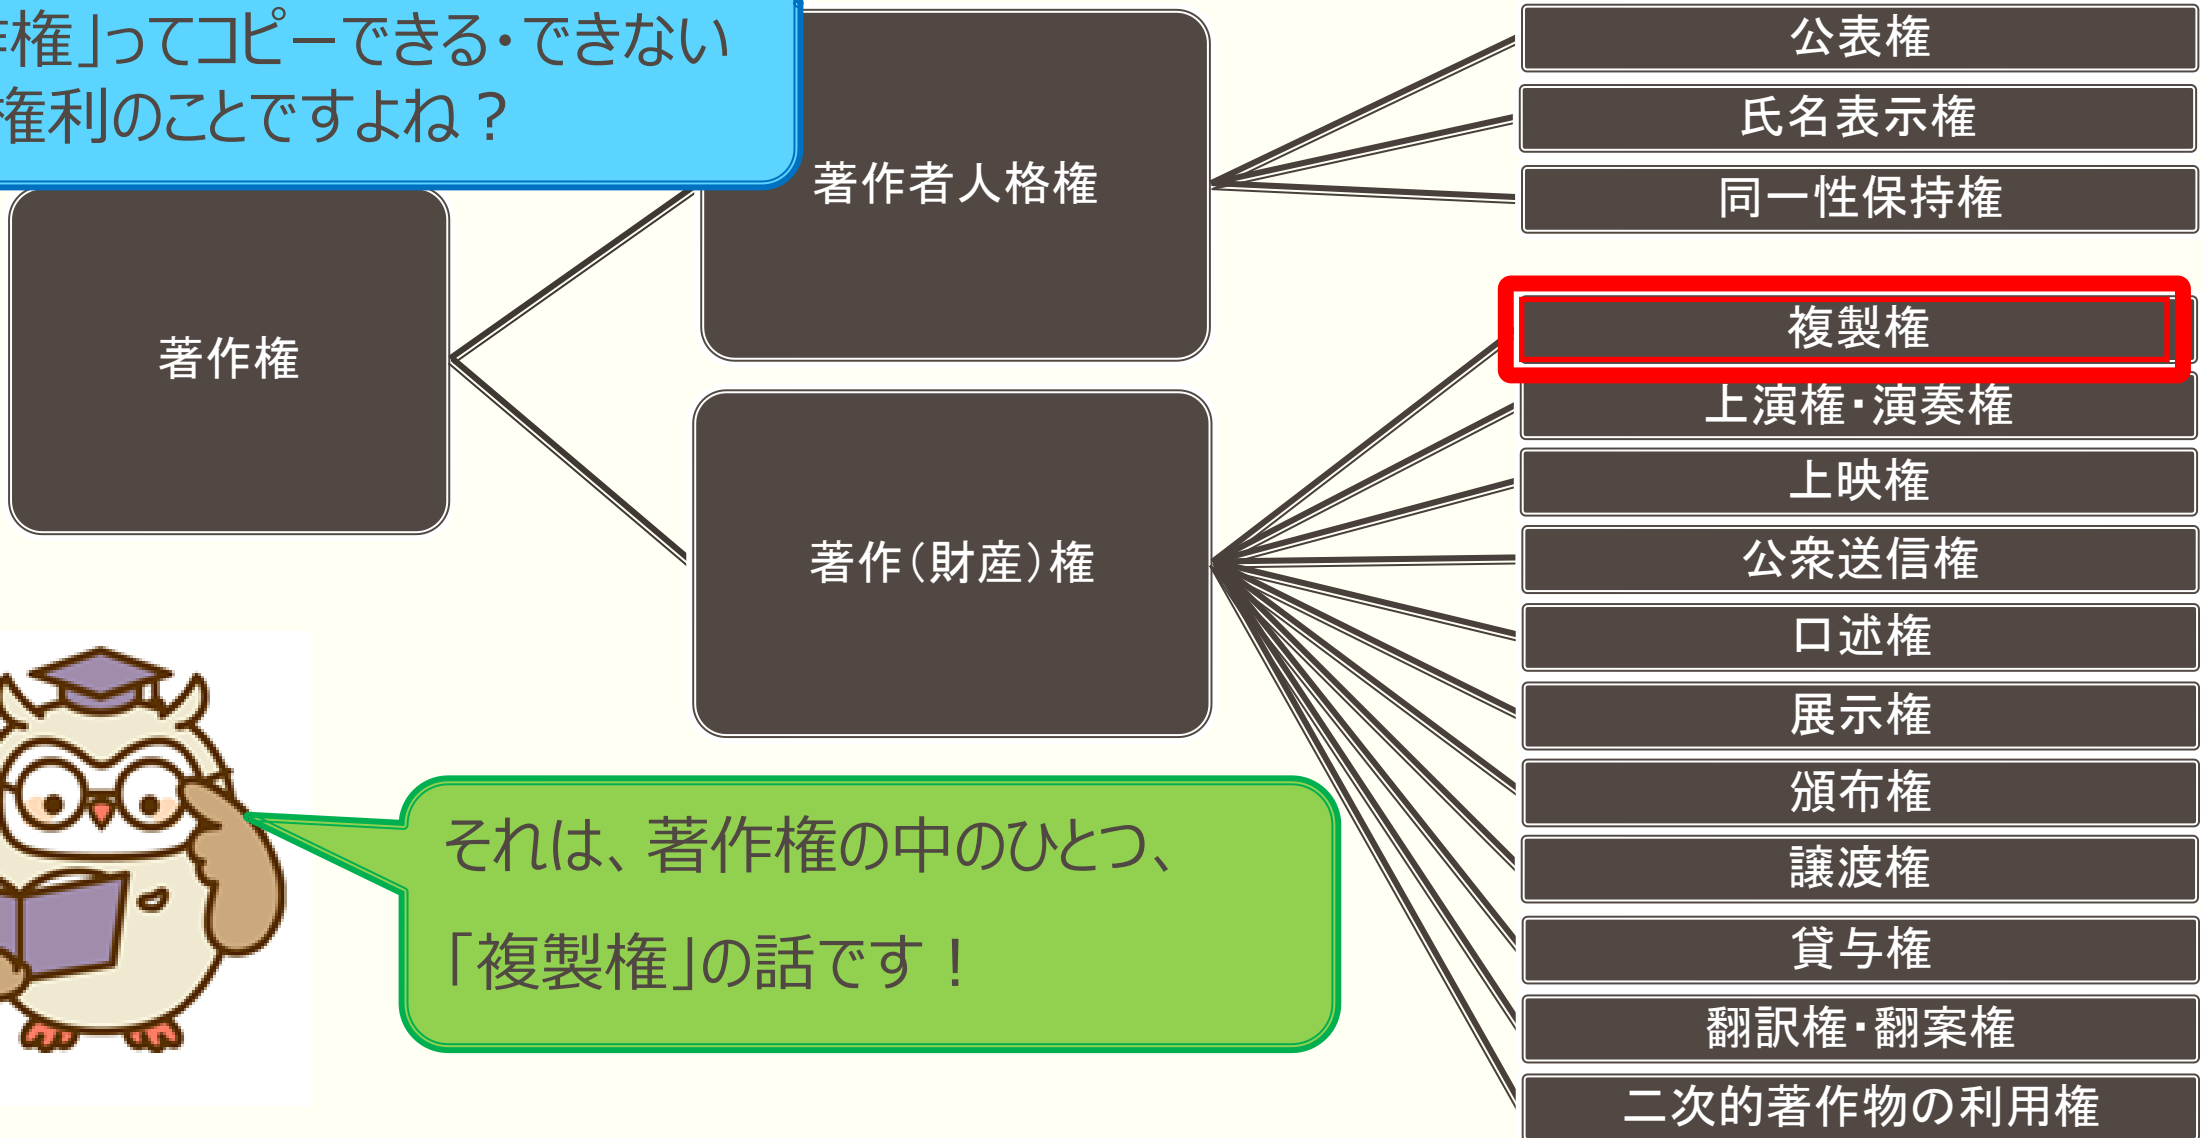 作権」ってコピーできる・できない
権利のことですよね？
著作権
著作者人格権
公表権
氏名表示権
同一性保持権
著作（財産）権
複製権
上演権・演奏権
上映権
公衆送信権
口述権
展示権
頒布権
譲渡権
貸与権
翻訳権・翻案権
二次的著作物の利用権
それは、著作権の中のひとつ、
「複製権」の話です！